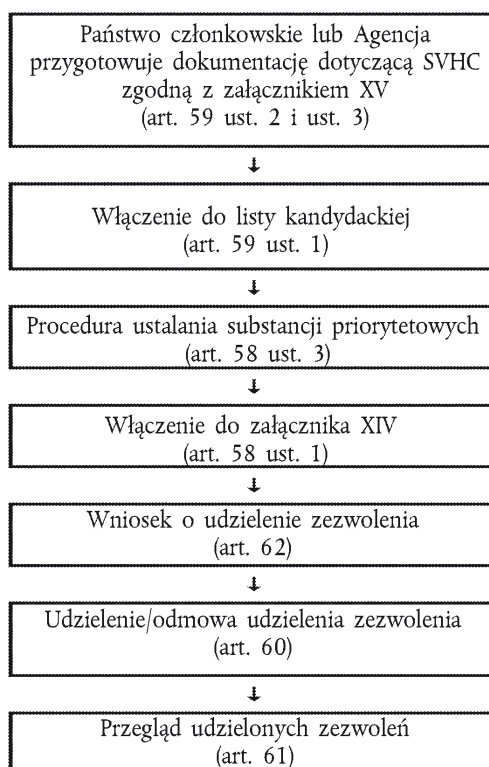 Państwo członkowskie lub Agencja
przygotowuje dokumentację dotyczącą SVHC
zgodną z załącznikiem XV
(art. 59 ust. 2 i ust. 3)
Włączenie do listy kandydackiej
(art. 59 ust. 1)
Procedura ustalania substancji priorytetowych
(art. 58 ust. 3)
Włączenie do załącznika XIV
(art. 58 ust. 1)
Wniosek o udzielenie zezwolenia
(art. 62)
Udzielenie/odmowa udzielenia zezwolenia
(art. 60)
Przegląd udzielonych zezwoleń
(art. 61)